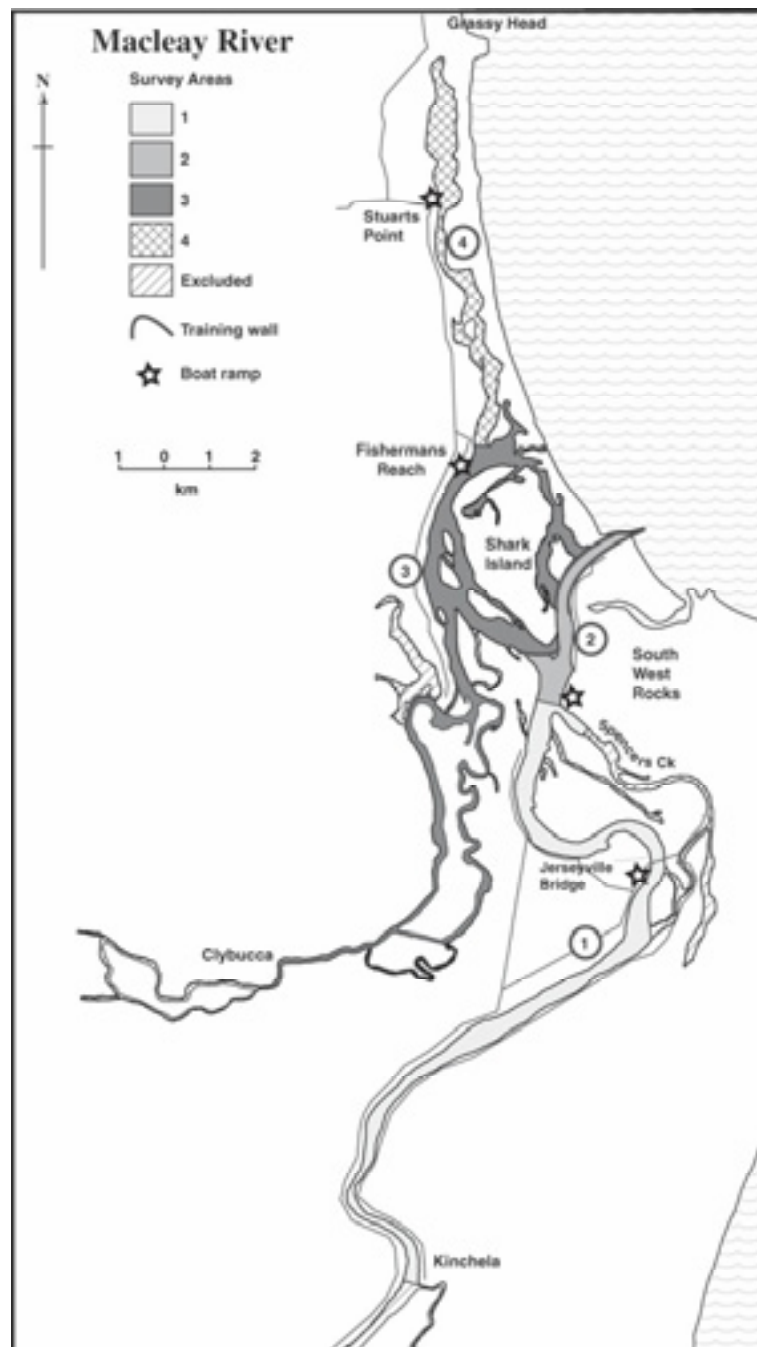 Grassy Head
Macleay River
Survey Areas
N
1
2
3
4
Excluded
Training wall
Boat ramp
1 0 2
km
Stuarts
Point
4
Fishermans
Reach
Shark
Island
3
2
South
West
Rocks
Spencers Ck
Jerseyville
Bridge
1
Clybucca
Kinchela